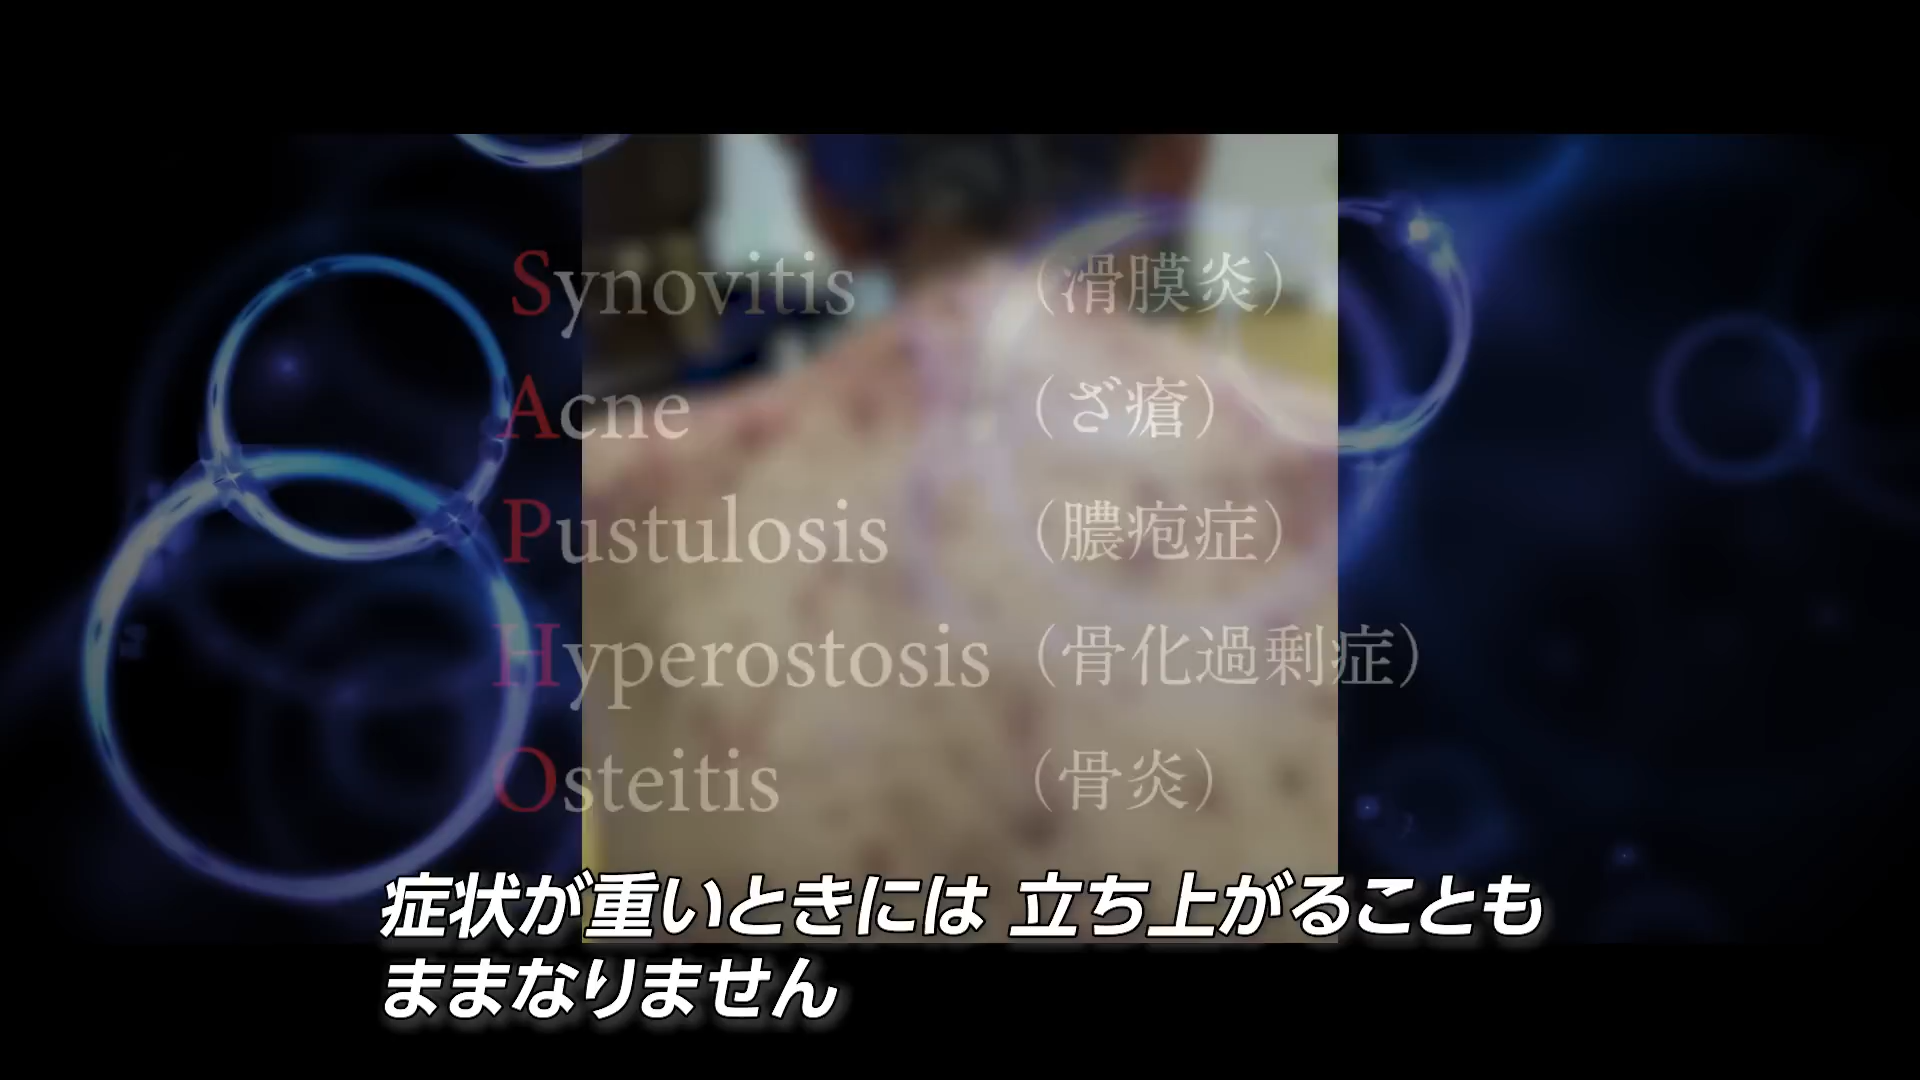 Synovitis （滑膜炎）
Acne （ざ瘡）
Pustulosis （膿疱症）
Hyperostosis （骨化過剰症）
Osteitis （骨炎）
症状が重いときには 立ち上がることも
ままなりません